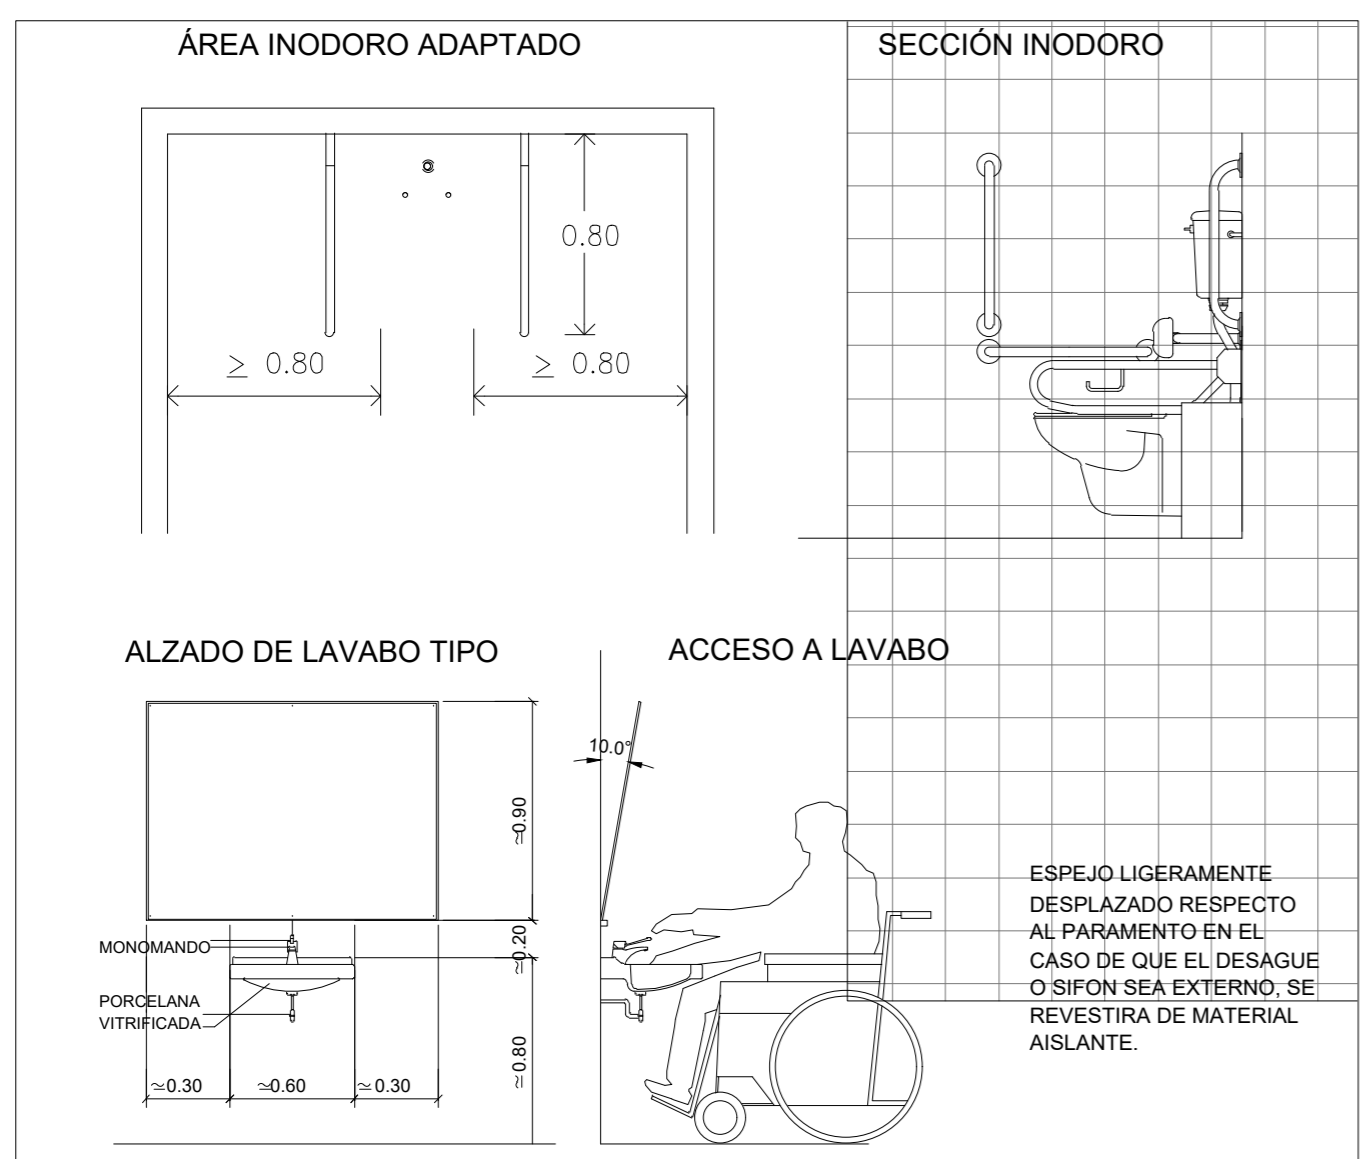 ÁREA INODORO ADAPTADO
SECCIÓN INODORO
0.80
≥ 0.80
≥ 0.80
ALZADO DE LAVABO TIPO
ACCESO A LAVABO
10.0°
≃0.90
≃0.20
≃0.80
MONOMANDO
PORCELANA
VITRIFICADA
≃0.30
≃0.60
≃0.30
ESPEJO LIGERAMENTE
DESPLAZADO RESPECTO
AL PARAMENTO EN EL
CASO DE QUE EL DESAGUE
O SIFON SEA EXTERNO, SE
REVESTIRA DE MATERIAL
AISLANTE.